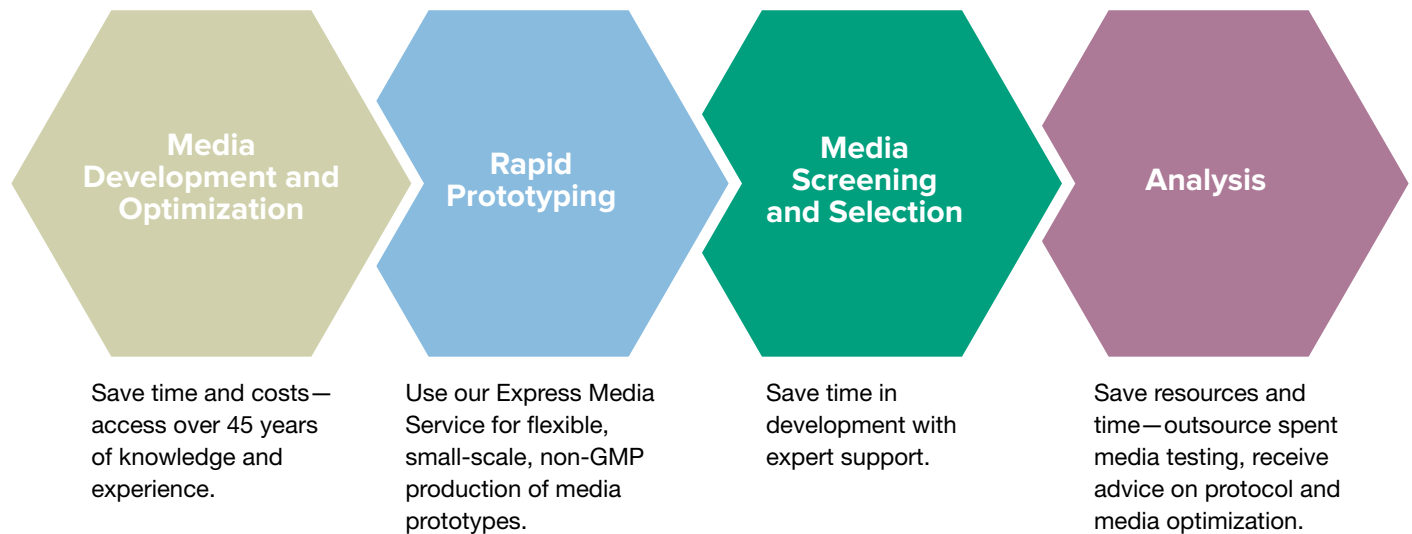 Media
Development and
Optimization
Save time and costs—
access over 45 years
of knowledge and
experience.
Rapid
Prototyping
Use our Express Media
Service for flexible,
small-scale, non-GMP
production of media
prototypes.
Media
Screening
and Selection
Save time in
development with
expert support.
Analysis
Save resources and
time—outsource spent
media testing, receive
advice on protocol and
media optimization.